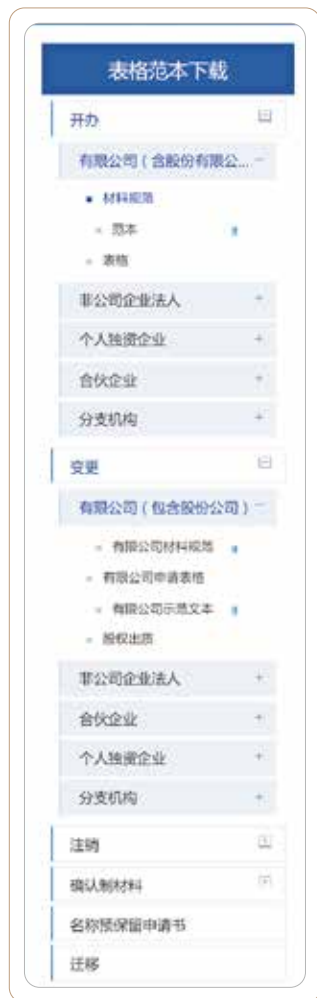 表格范本下载
开办
有限公司（含股份有限公...
材料规范
范本
表格
非公司企业法人
个人独资企业
合伙企业
分支机构
变更
有限公司（包含股份公司）
有限公司材料规范
有限公司申请表格
有限公司示范文本
股权出质
非公司企业法人
合伙企业
个人独资企业
分支机构
注销
确认制材料
名称预保留申请书
迁移